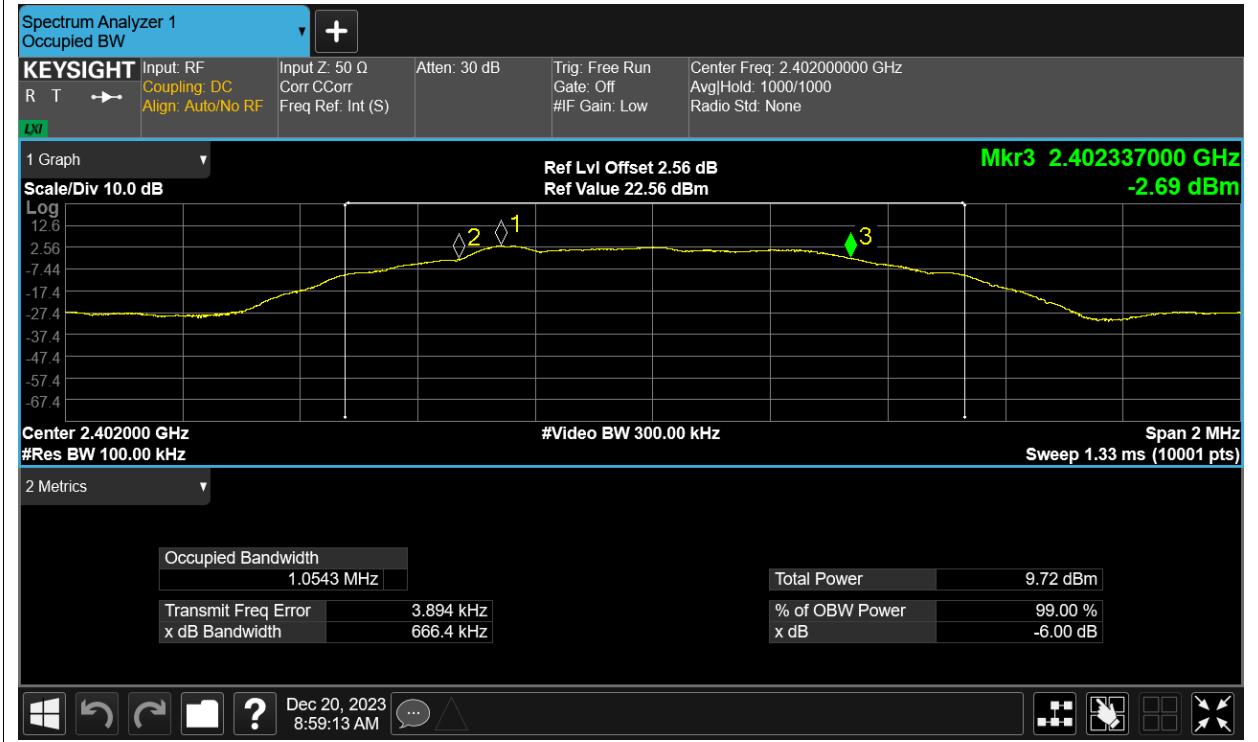 Spectrum Analyzer 1
Occupied BW
KEYSIGHT
R T
LXI
Input: RF
Coupling: DC
Align: Auto/No RF
Input Z: 50 Ω
Corr CCorr
Freq Ref: Int (S)
Atten: 30 dB
Trig: Free Run
Gate: Off
#IF Gain: Low
Center Freq: 2.402000000 GHz
Avg|Hold: 1000/1000
Radio Std: None
1 Graph
Scale/Div 10.0 dB
Ref Lvl Offset 2.56 dB
Ref Value 22.56 dBm
Mkr3 2.402337000 GHz
-2.69 dBm
Log
12.6
2.56
-7.44
-17.4
-27.4
-37.4
-47.4
-57.4
-67.4
2
1
3
Center 2.402000 GHz
#Res BW 100.00 kHz
#Video BW 300.00 kHz
Span 2 MHz
Sweep 1.33 ms (10001 pts)
2 Metrics
Occupied Bandwidth
1.0543 MHz
Transmit Freq Error 3.894 kHz
x dB Bandwidth 666.4 kHz
Total Power 9.72 dBm
% of OBW Power 99.00 %
x dB -6.00 dB
?
Dec 20, 2023
8:59:13 AM